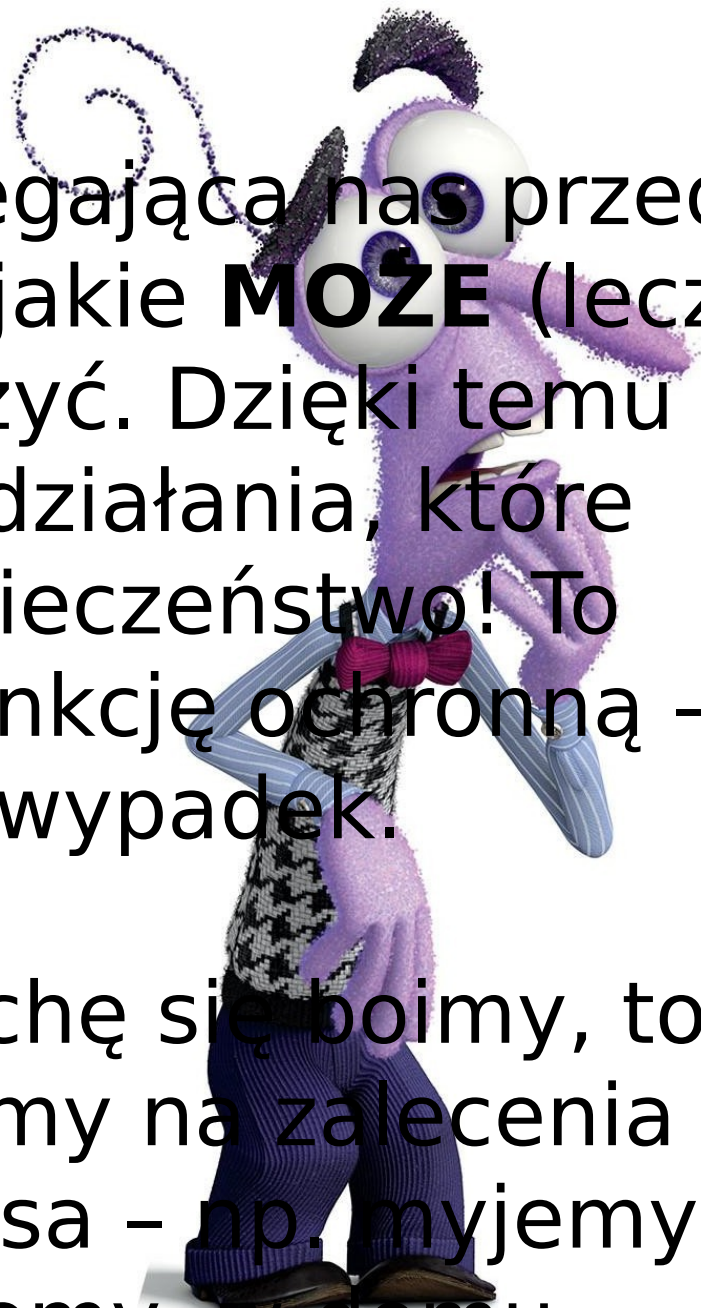 egająca nas przed
jakie MOŻE (lecz
zyć. Dzięki temu
działania, które
ieczeństwo! To
nkcję ochronną –
wypadek.
chę się boimy, to
my na zalecenia
sa – np. myjemy